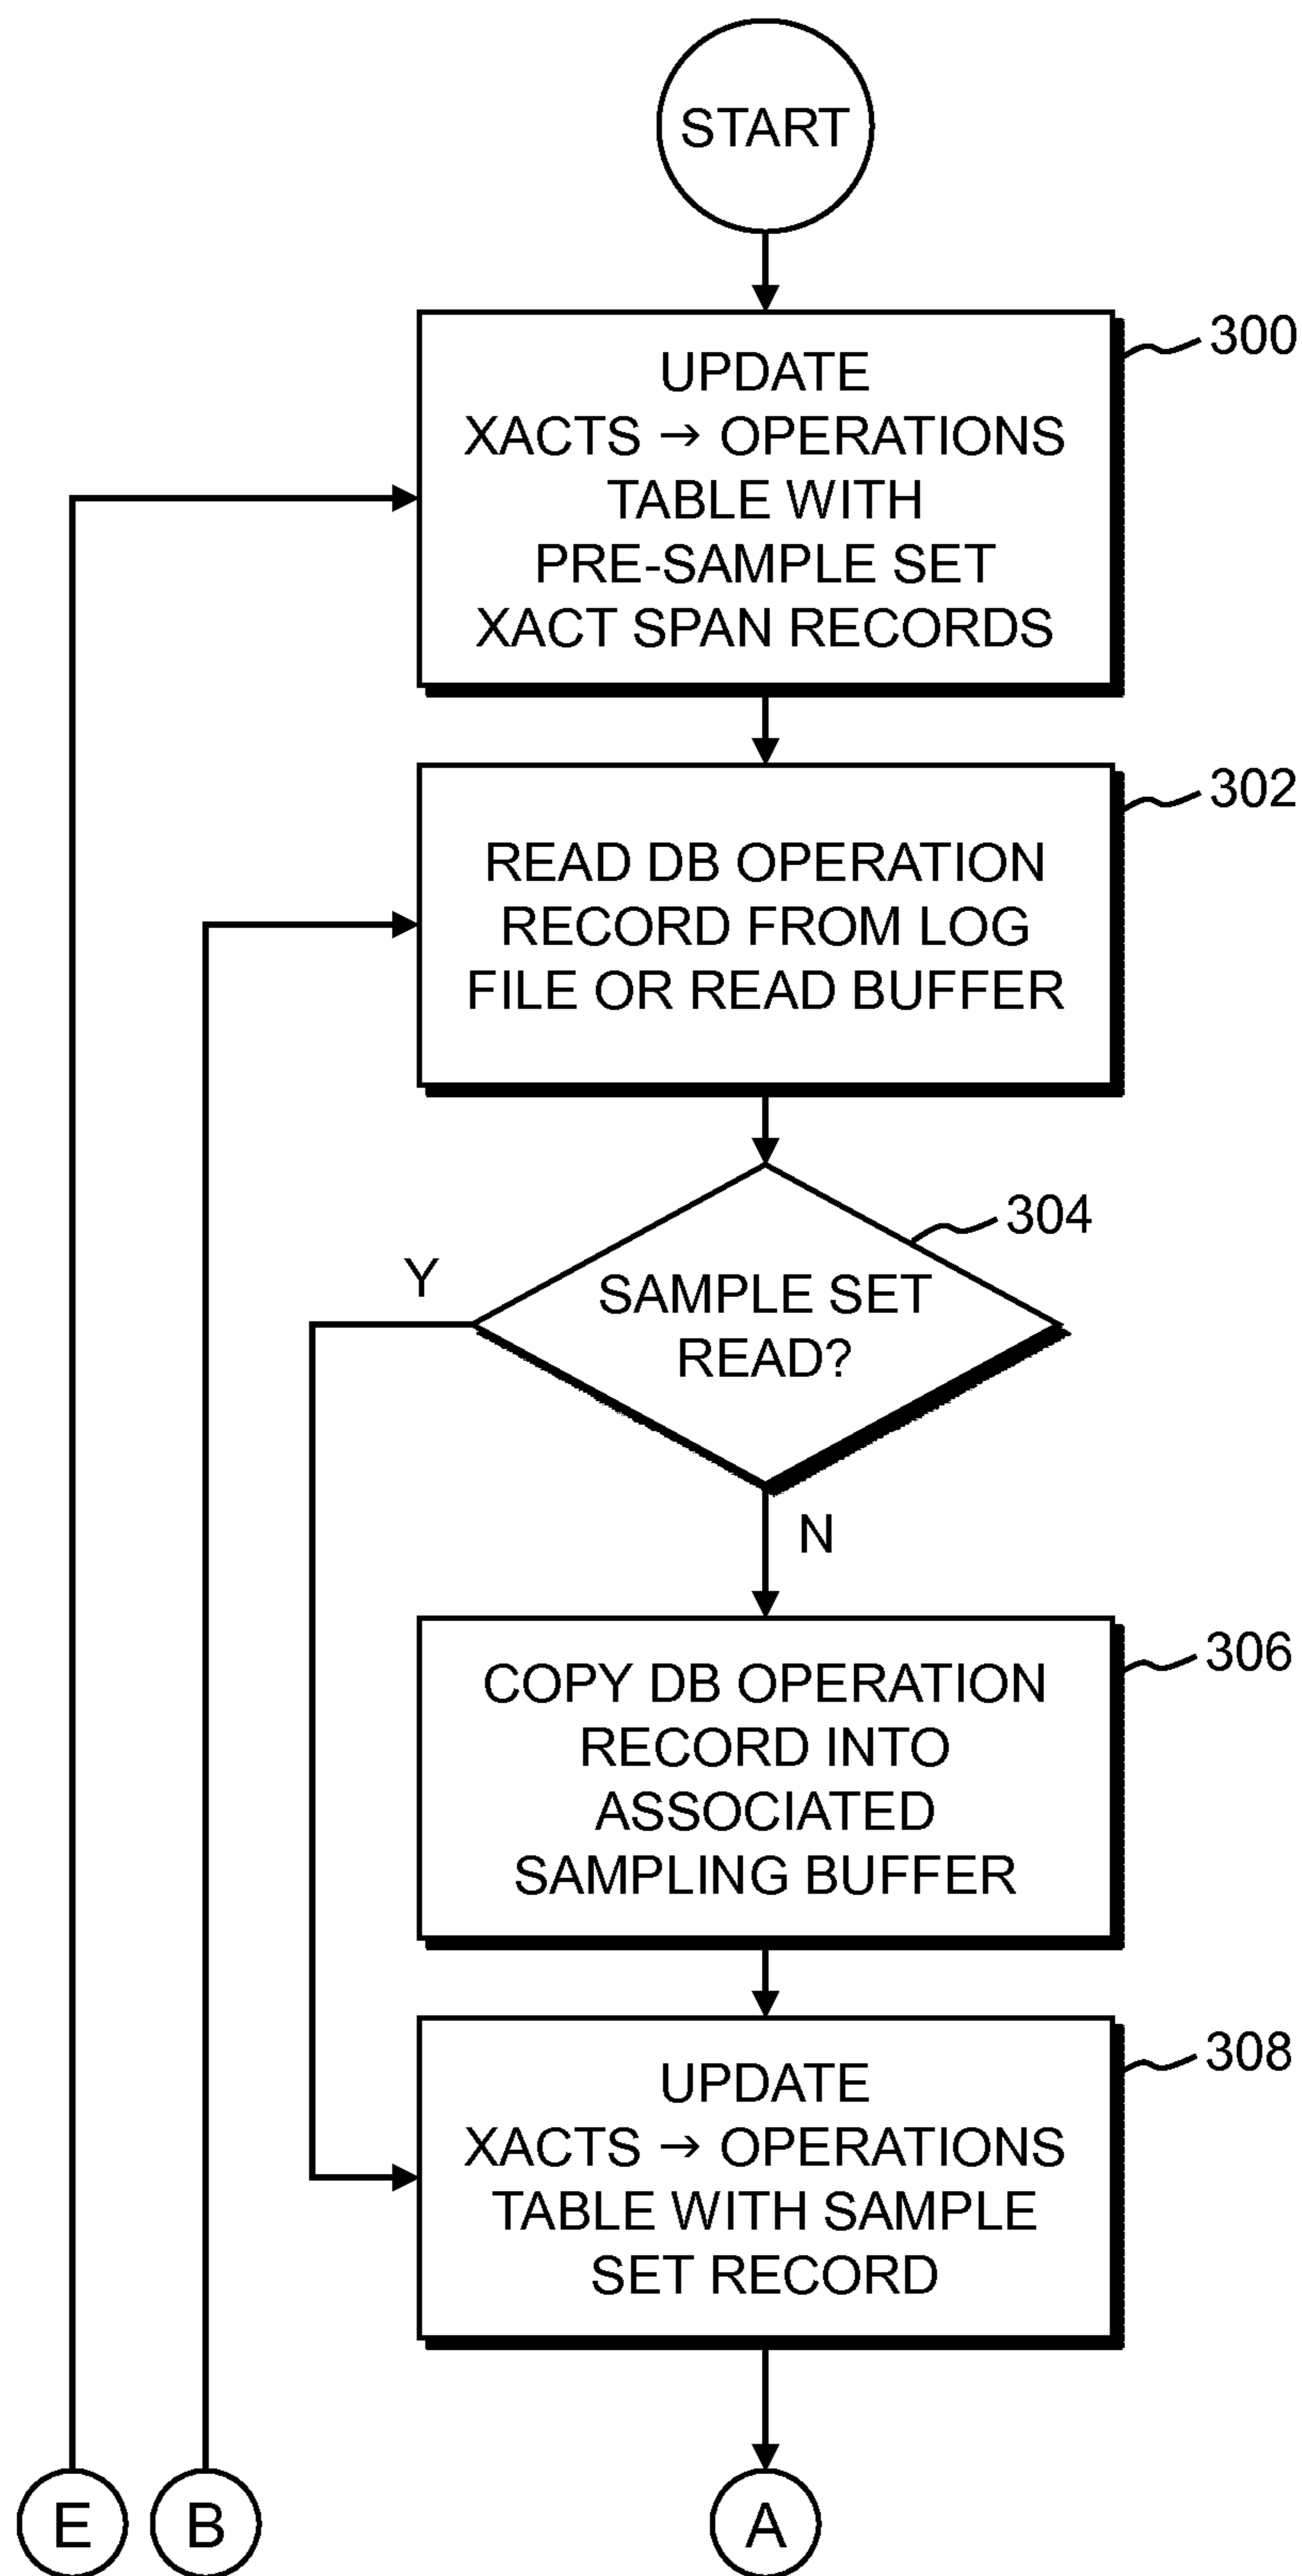 START
300
UPDATE
XACTS → OPERATIONS
TABLE WITH
PRE-SAMPLE SET
XACT SPAN RECORDS
302
READ DB OPERATION
RECORD FROM LOG
FILE OR READ BUFFER
304
Y
SAMPLE SET
READ?
N
306
COPY DB OPERATION
RECORD INTO
ASSOCIATED
SAMPLING BUFFER
308
UPDATE
XACTS → OPERATIONS
TABLE WITH SAMPLE
SET RECORD
E
B
A